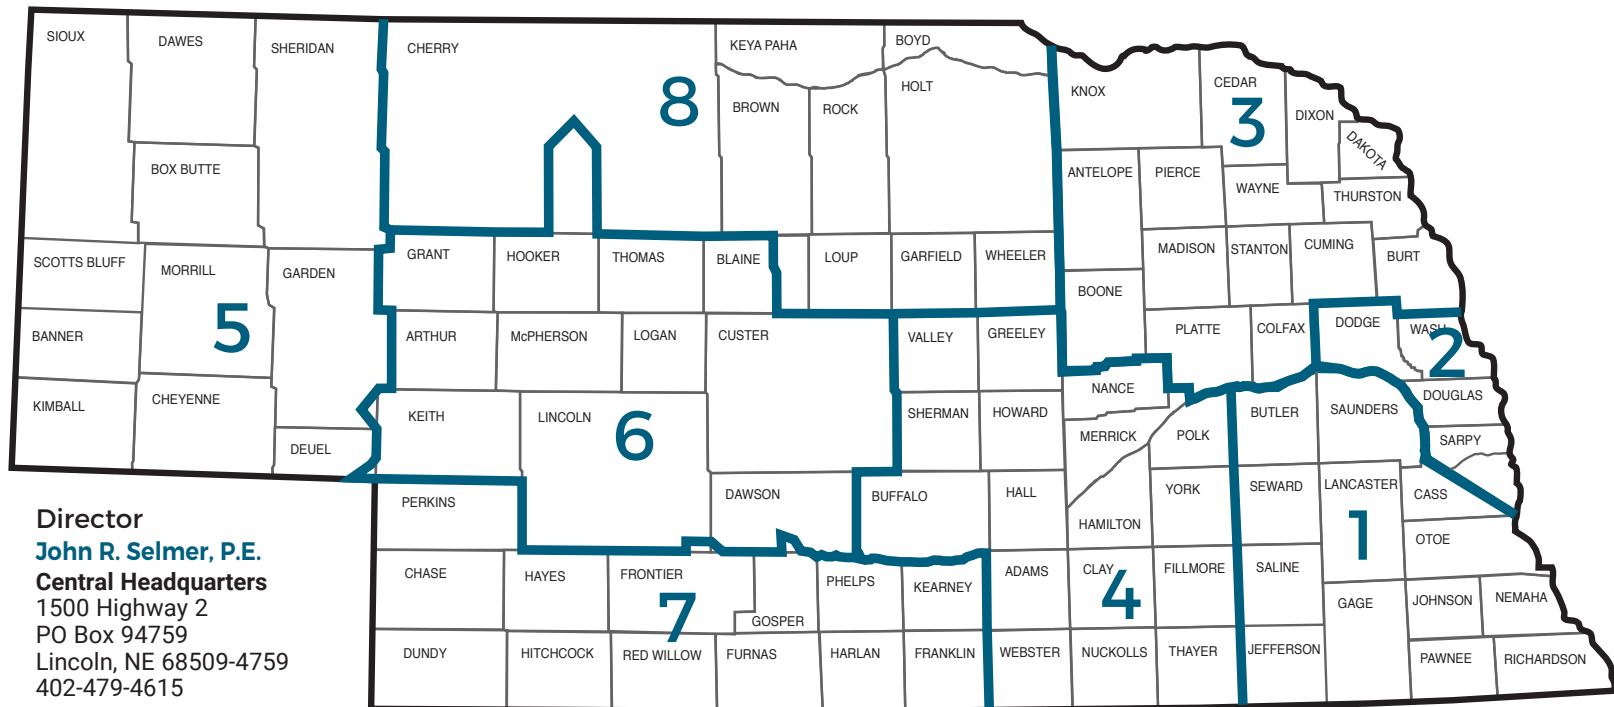 SIOUX
DAWES
SHERIDAN
CHERRY
KEYA PAHA
BOYD
HOLT
8
BROWN
ROCK
KNOX
CEDAR
3
DIXON
DAKOTA
BOX BUTTE
ANTELOPE
PIERCE
WAYNE
THURSTON
SCOTTS BLUFF
MORRILL
GARDEN
GRANT
HOOKER
THOMAS
BLAINE
LOUP
GARFIELD
WHEELER
MADISON
STANTON
CUMING
BURT
BOONE
5
BANNER
ARTHUR
McPHERSON
LOGAN
CUSTER
VALLEY
GREELEY
PLATTE
COLFAX
DODGE
WASH
2
KIMBALL
CHEYENNE
KEITH
LINCOLN
6
SHERMAN
HOWARD
NANCE
BUTLER
SAUNDERS
DOUGLAS
SARPY
DEUEL
MERRICK
POLK
PERKINS
DAWSON
BUFFALO
HALL
HAMILTON
YORK
SEWARD
LANCASTER
CASS
1
OTOE
CHASE
HAYES
FRONTIER
7
GOSPER
PHELPS
KEARNEY
ADAMS
CLAY
4
FILLMORE
SALINE
GAGE
JOHNSON
NEMAHA
DUNDY
HITCHCOCK
RED WILLOW
FURNAS
HARLAN
FRANKLIN
WEBSTER
NUCKOLLS
THAYER
JEFFERSON
PAWNEE
RICHARDSON
Director
John R. Selmer, P.E.
Central Headquarters
1500 Highway 2
PO Box 94759
Lincoln, NE 68509-4759
402-479-4615